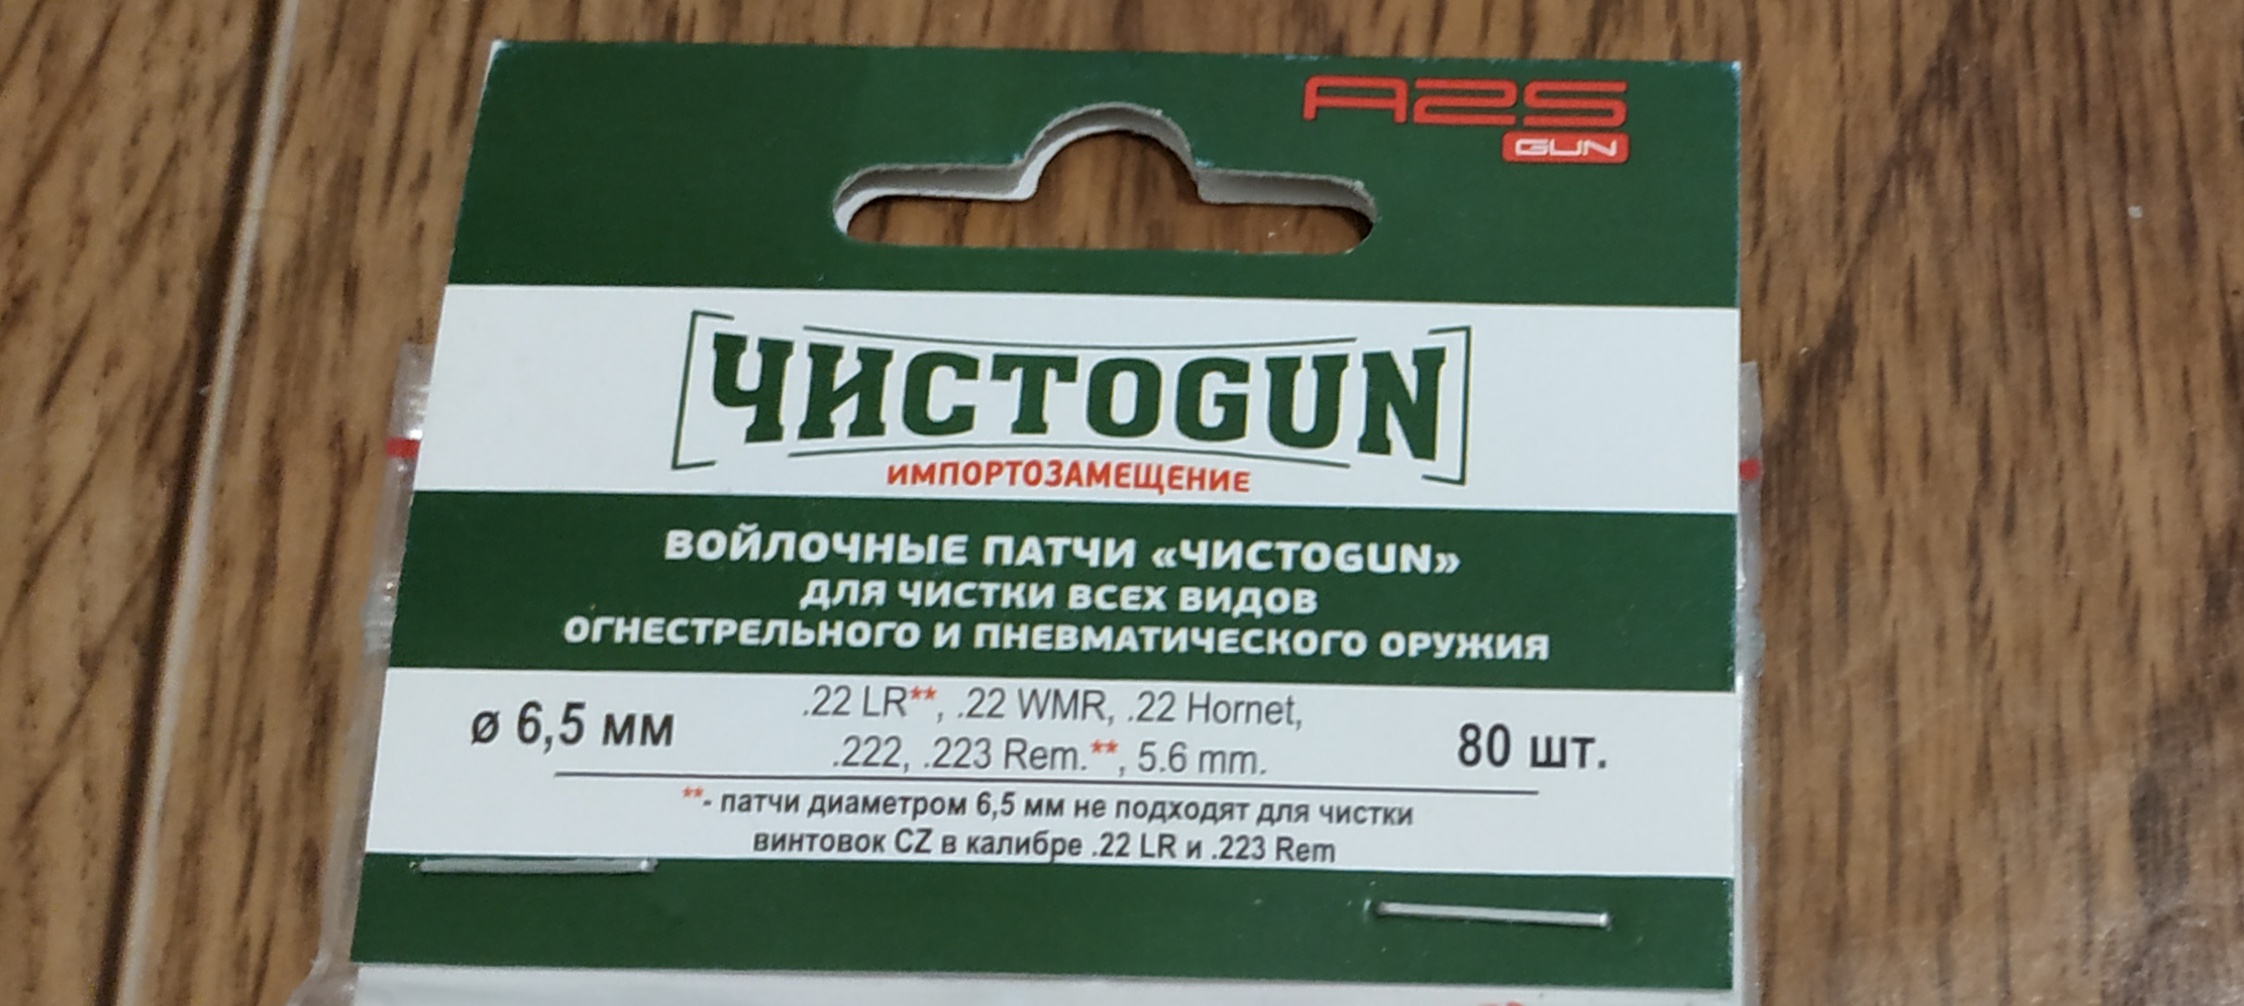 A2S
GUN
ЧИСТОGUN
ИМПОРТОЗАМЕЩЕНИЕ
ВОЙЛОЧНЫЕ ПАТЧИ «ЧИСТОGUN»
ДЛЯ ЧИСТКИ ВСЕХ ВИДОВ
ОГНЕСТРЕЛЬНОГО И ПНЕВМАТИЧЕСКОГО ОРУЖИЯ
ø 6,5 мм
.22 LR**, .22 WMR, .22 Hornet,
.222, .223 Rem.**, 5.6 mm.
80 шт.
**- патчи диаметром 6,5 мм не подходят для чистки
винтовок CZ в калибре .22 LR и .223 Rem